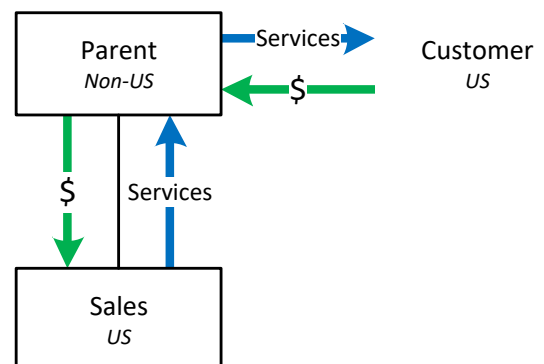 Parent
Non-US
Services
Customer
US
$
$
Services
Sales
US